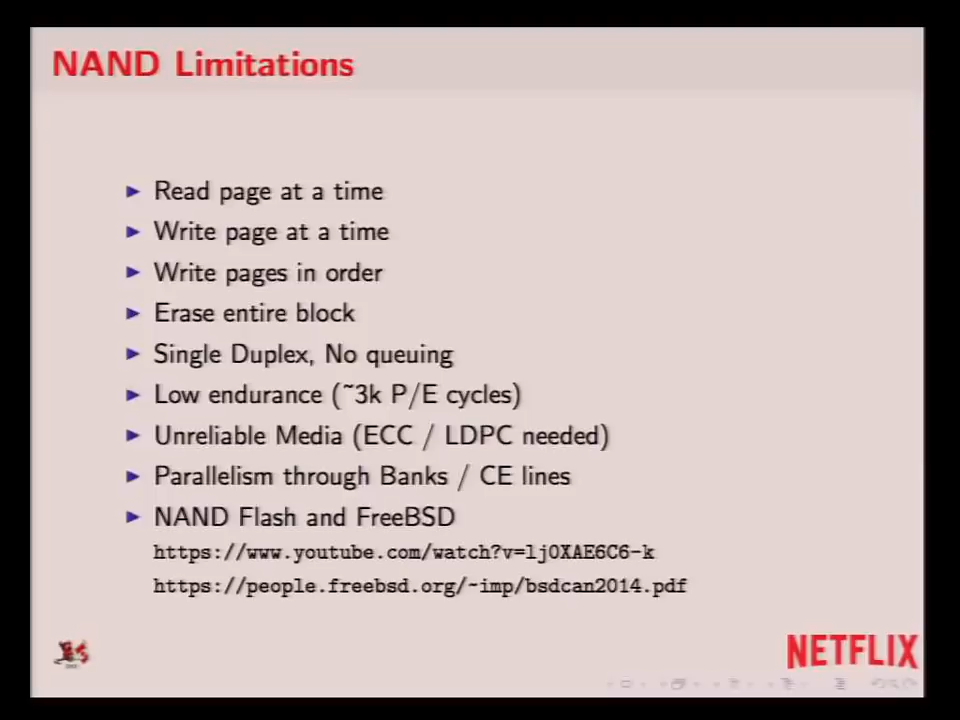 NAND Limitations
Read page at a time
Write page at a time
Write pages in order
Erase entire block
Single Duplex, No queuing
Low endurance (~3k P/E cycles)
Unreliable Media (ECC / LDPC needed)
Parallelism through Banks / CE lines
NAND Flash and FreeBSD
https://www.youtube.com/watch?v=lj0XAE6C6-k
https://people.freebsd.org/~imp/bsdcan2014.pdf
NETFLIX